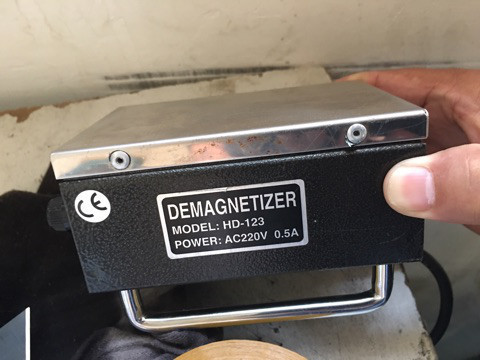 CE
DEMAGNETIZER
MODEL: HD-123
POWER: AC220V 0.5A